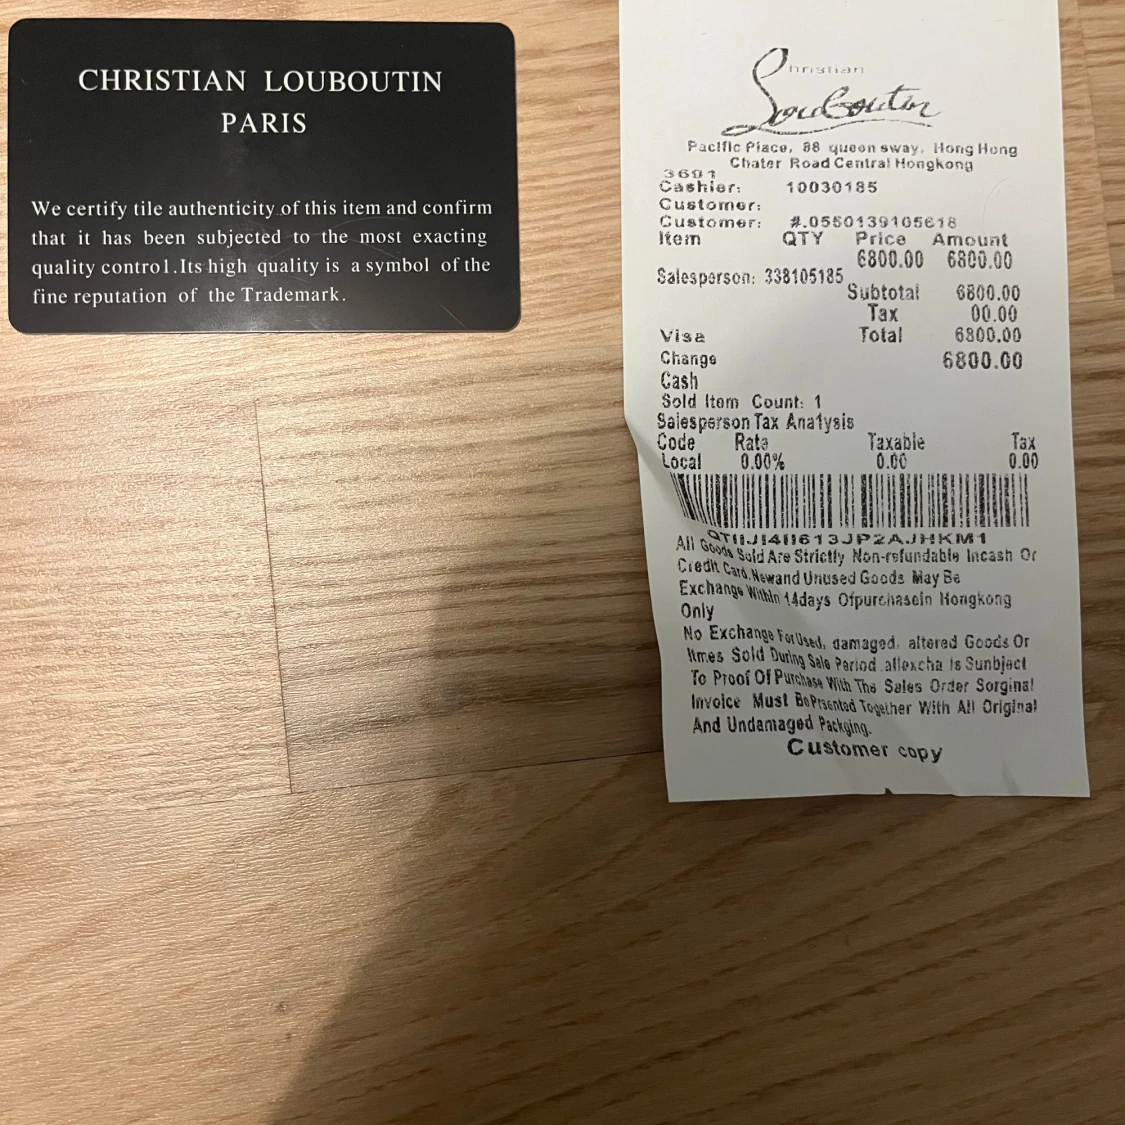 CHRISTIAN LOUBOUTIN
PARIS
We certify tile authenticity of this item and confirm
that it has been subjected to the most exacting
quality contro1.Its high quality is a symbol of the
fine reputation of the Trademark.
Christian
Louboutin
Pacific Place, 88 queen sway, Hong Hong
Chater Road Central Hongkong
3691
Cashier: 10030185
Customer:
Customer: #.0550139105618
Item QTY Price Amount
6800.00 6800.00
Salesperson: 338105185
Subtotal 6800.00
Tax 00.00
Visa Total 6800.00
Change 6800.00
Cash
Sold Item Count: 1
Salesperson Tax Analysis
Code Rata Taxable Tax
Local 0.00% 0.00 0.00
All Goods Sold Are Strictly Non-refundable Incash Or
Credit Card.Newand Unused Goods May Be
Exchange Within 14days Ofpurchasein Hongkong
Only
No Exchange ForUsed, damaged, altered Goods Or
Itmes Sold During Sale Period .allexcha Is Sunbject
To Proof Of Purchase With The Sales Order Sorginal
Invoice Must BePrsented Together With All Original
And Undamaged Packging.
Customer copy